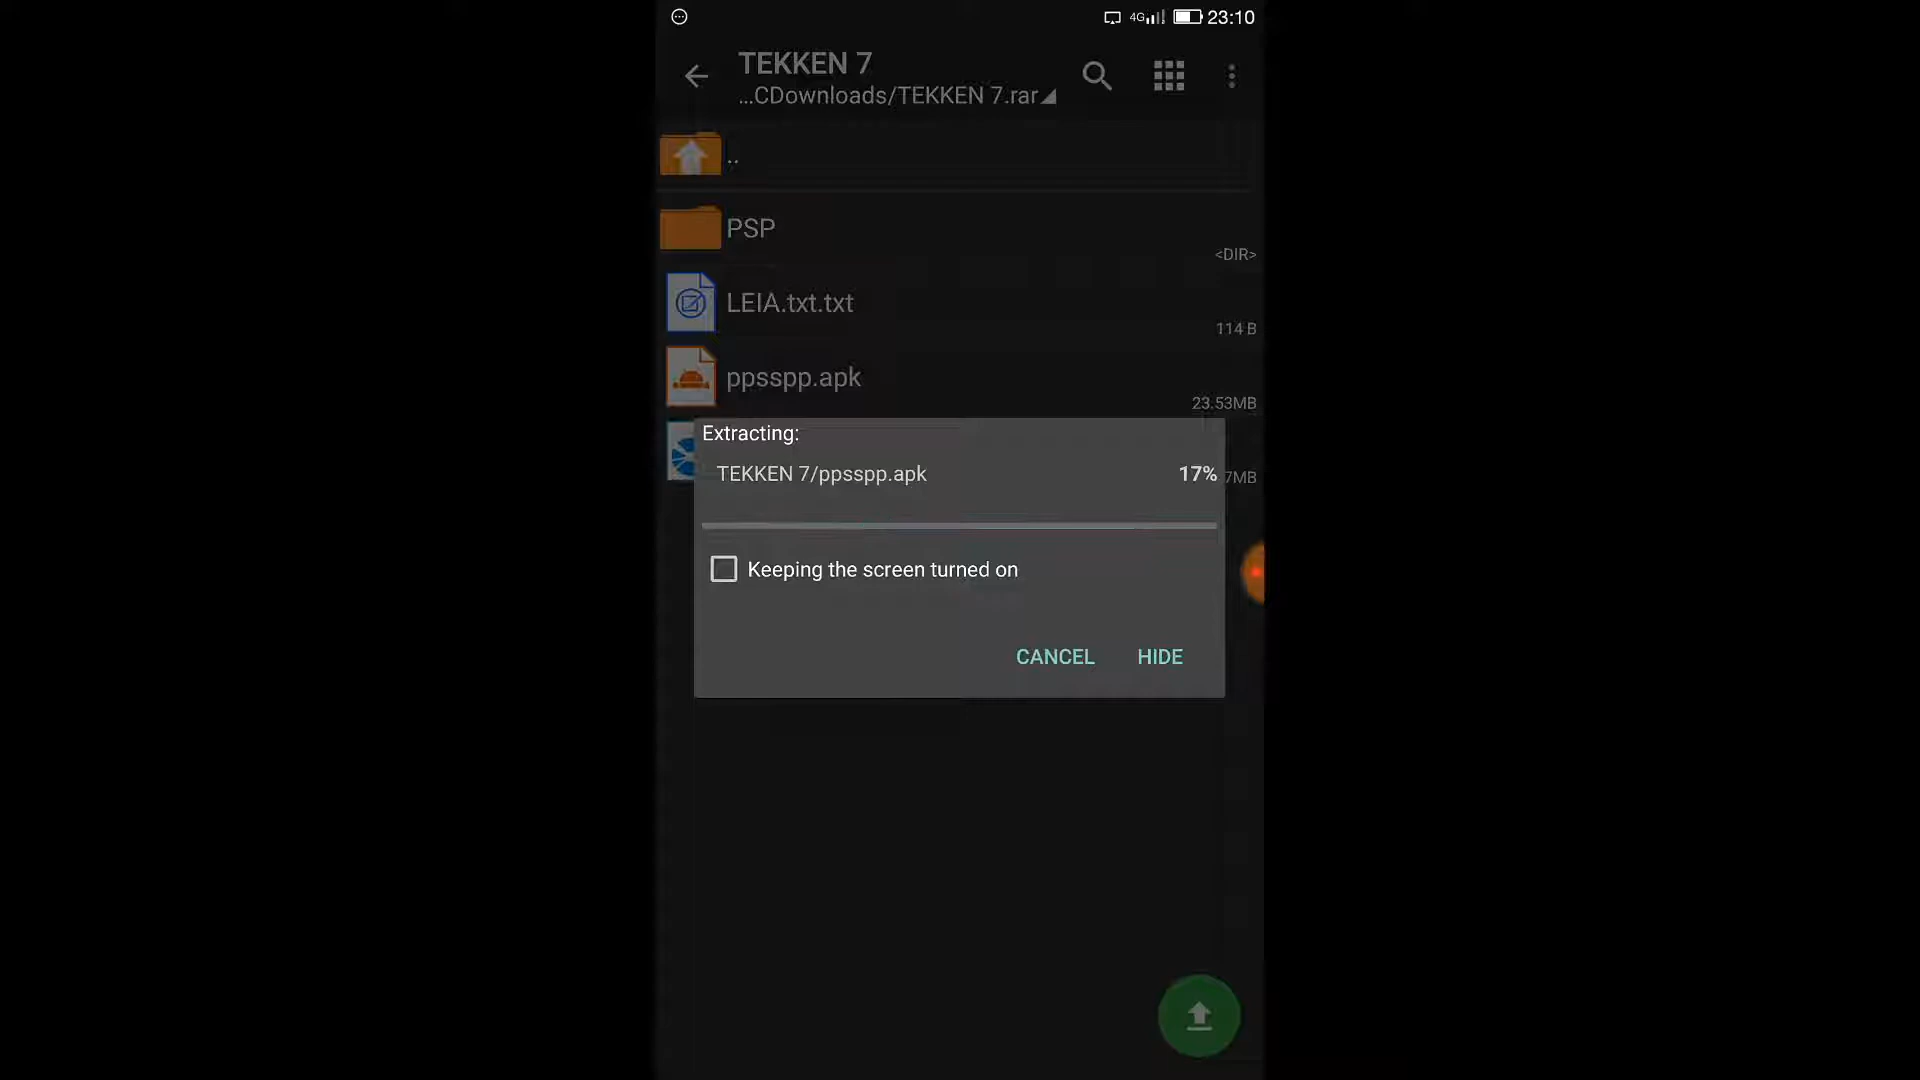 4G 23:10
TEKKEN 7
...CDownloads/TEKKEN 7.rar
..
PSP
<DIR>
LEIA.txt.txt
114 B
ppsspp.apk
23.53MB
Extracting:
TEKKEN 7/ppsspp.apk 17%
7MB
Keeping the screen turned on
CANCEL HIDE